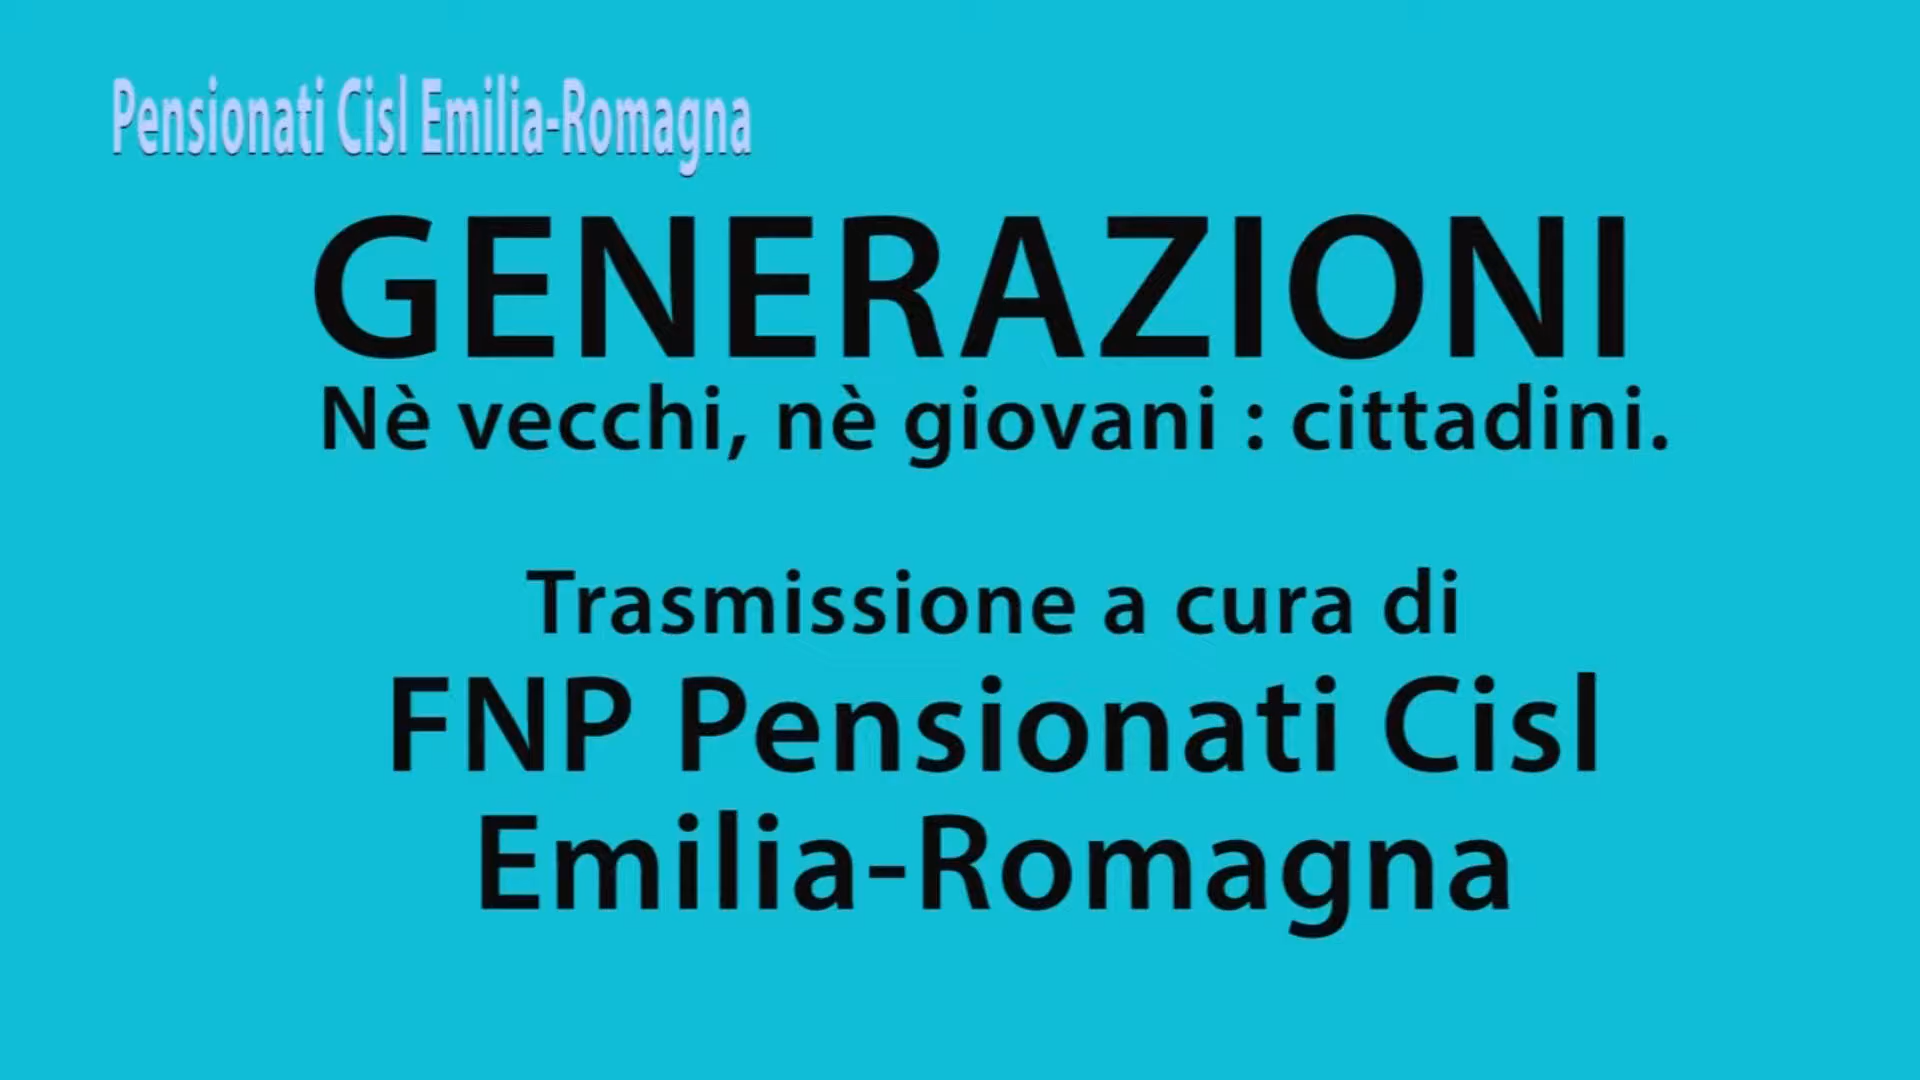 Pensionati Cisl Emilia-Romagna
GENERAZIONI
Nè vecchi, nè giovani : cittadini.
Trasmissione a cura di
FNP Pensionati Cisl
Emilia-Romagna